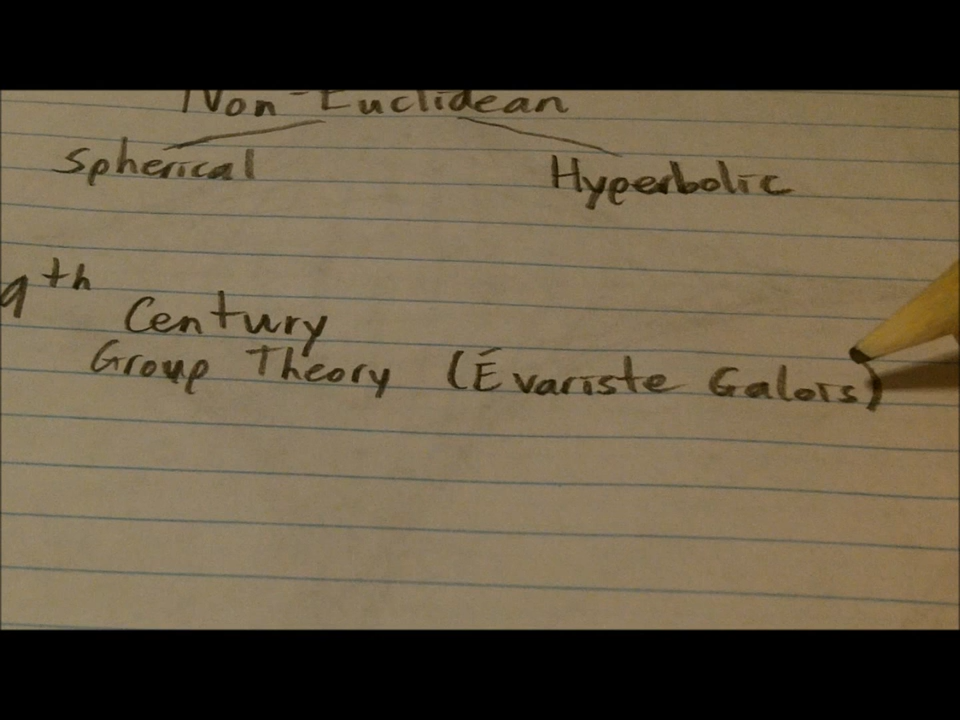 Non-Euclidean
Spherical Hyperbolic
9th Century
Group Theory (Évariste Galois)